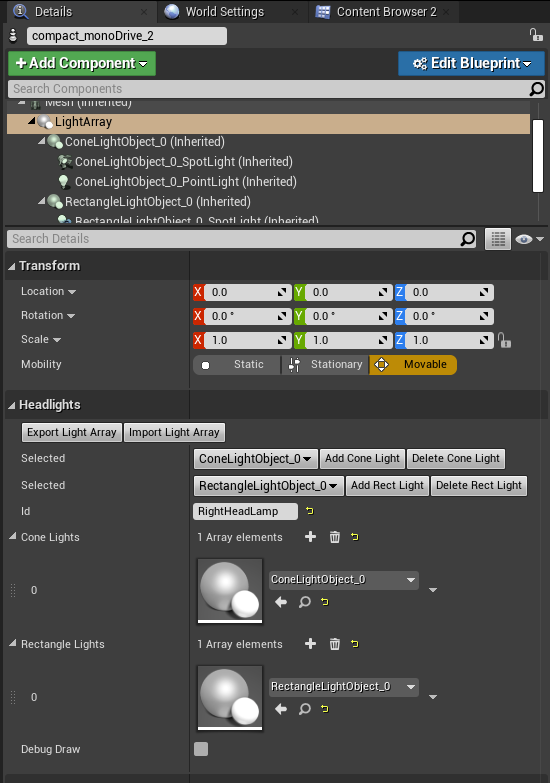 Details
World Settings
Content Browser 2
compact_monoDrive_2
Add Component
Edit Blueprint
Search Components
Mesh (Inherited)
LightArray
ConeLightObject_0 (Inherited)
ConeLightObject_0_SpotLight (Inherited)
ConeLightObject_0_PointLight (Inherited)
RectangleLightObject_0 (Inherited)
RectangleLightObject_0_SpotLight (Inherited)
Search Details
Transform
Location X 0.0 Y 0.0 Z 0.0
Rotation X 0.0 ° Y 0.0 ° Z 0.0 °
Scale X 1.0 Y 1.0 Z 1.0
Mobility Static Stationary Movable
Headlights
Export Light Array Import Light Array
Selected ConeLightObject_0 Add Cone Light Delete Cone Light
Selected RectangleLightObject_0 Add Rect Light Delete Rect Light
Id RightHeadLamp
Cone Lights 1 Array elements
0 ConeLightObject_0
Rectangle Lights 1 Array elements
0 RectangleLightObject_0
Debug Draw